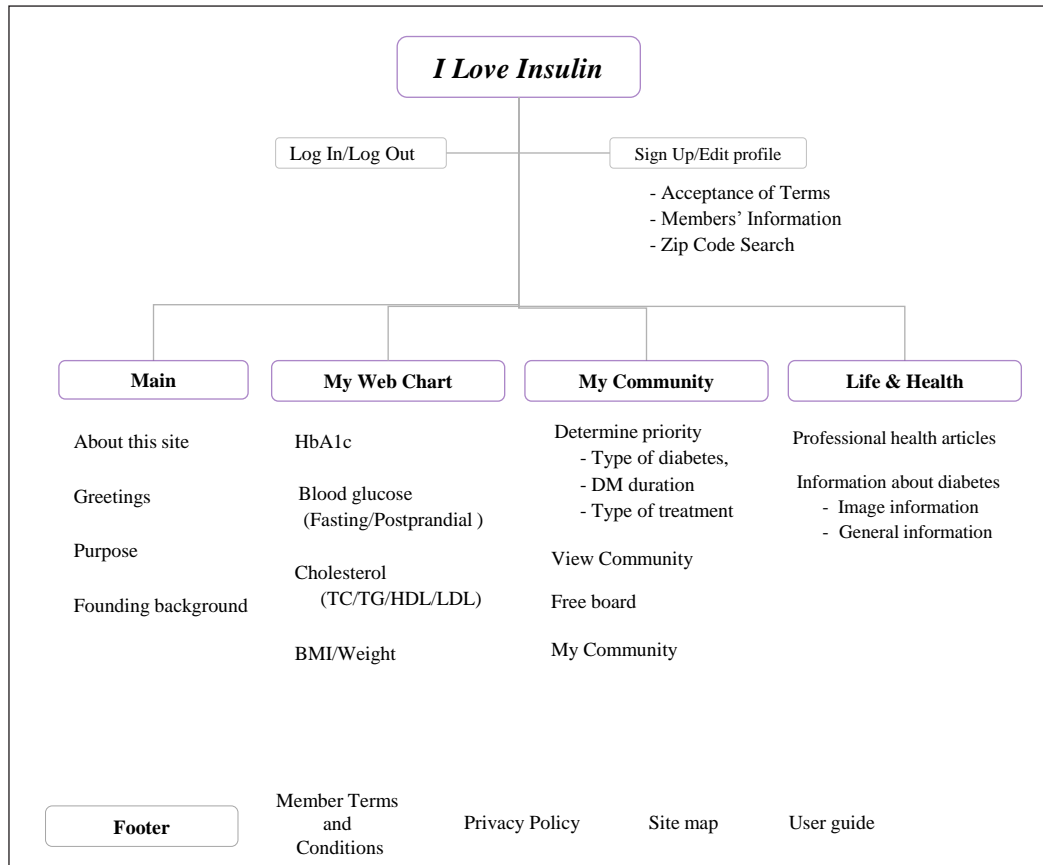 I Love Insulin
Log In/Log Out
Sign Up/Edit profile
- Acceptance of Terms
- Members’ Information
- Zip Code Search
Main
About this site
Greetings
Purpose
Founding background
My Web Chart
HbA1c
Blood glucose
(Fasting/Postprandial )
Cholesterol
(TC/TG/HDL/LDL)
BMI/Weight
My Community
Determine priority
- Type of diabetes,
- DM duration
- Type of treatment
View Community
Free board
My Community
Life & Health
Professional health articles
Information about diabetes
- Image information
- General information
Footer
Member Terms
and
Conditions
Privacy Policy
Site map
User guide